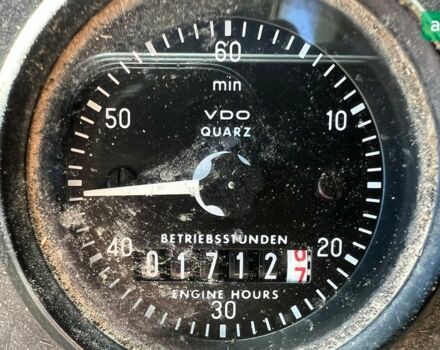 60
min
50
10
VDO
QUARZ
BETRIEBSSTUNDEN
40
20
01712
ENGINE HOURS
30